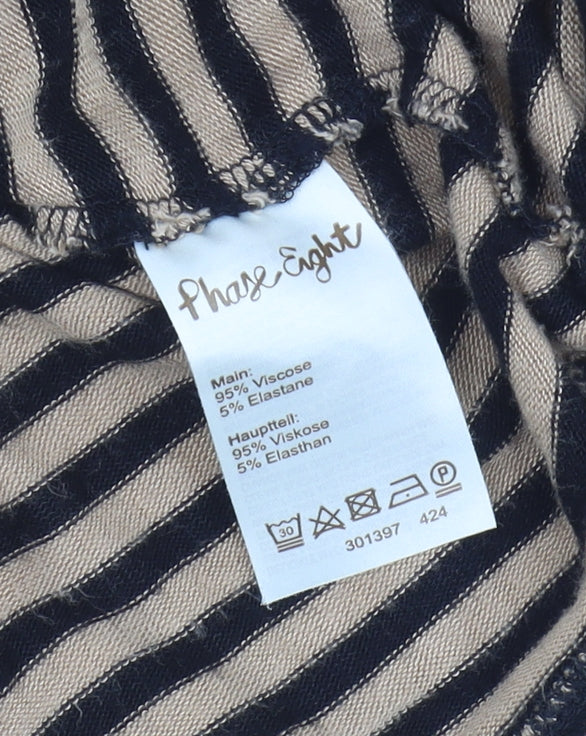 Phase Eight
Main:
95% Viscose
5% Elastane
Hauptteil:
95% Viskose
5% Elasthan
30 P
301397 424